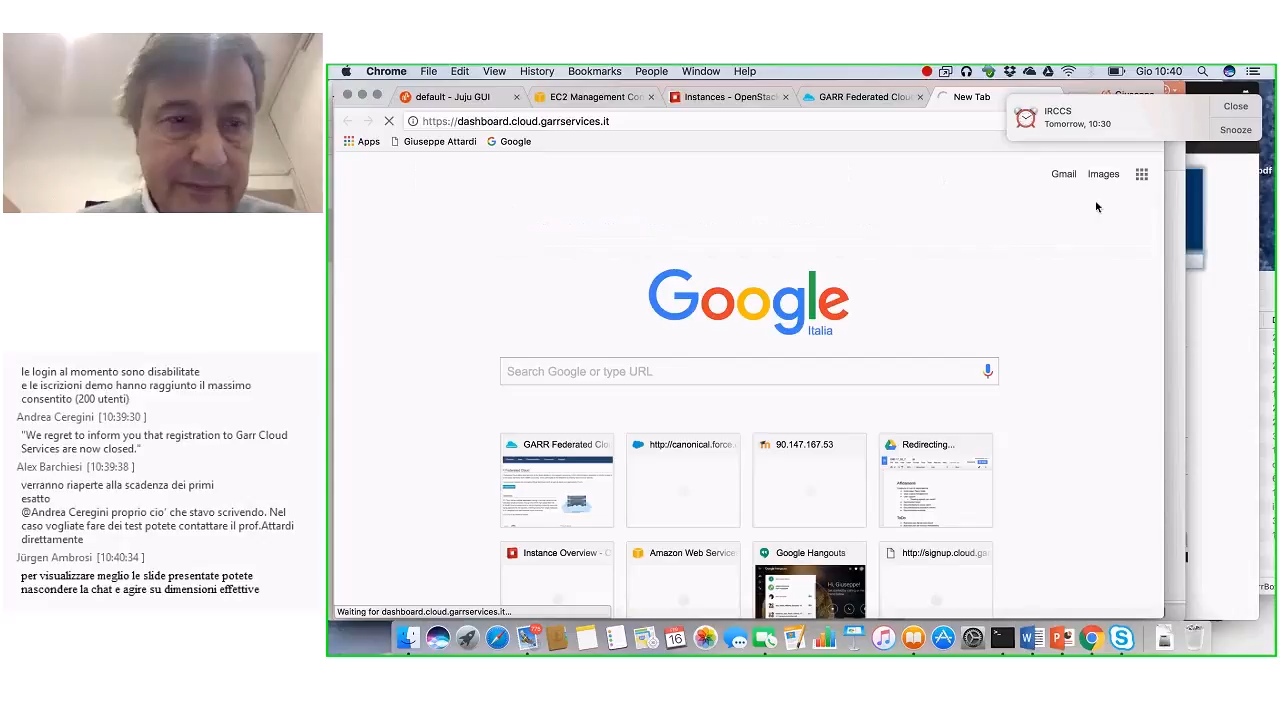 Chrome File Edit View History Bookmarks People Window Help
Gio 10:40
default - Juju GUI
EC2 Management Con
Instances - OpenStack
GARR Federated Clou
New Tab
IRCCS
Tomorrow, 10:30
Close
Snooze
https://dashboard.cloud.garrservices.it
Apps Giuseppe Attardi Google
Gmail Images
Google
Italia
Search Google or type URL
GARR Federated Clo
http://canonical.force.
90.147.167.53
Redirecting...
Instance Overview - O
Amazon Web Service
Google Hangouts
http://signup.cloud.ga
Hi, Giuseppe!
Waiting for dashboard.cloud.garrservices.it...
775
16
pdf
le login al momento sono disabilitate
e le iscrizioni demo hanno raggiunto il massimo
consentito (200 utenti)
Andrea Ceregini [10:39:30 ]
"We regret to inform you that registration to Garr Cloud
Services are now closed."
Alex Barchiesi [10:39:38 ]
verranno riaperte alla scadenza dei primi
esatto
@Andrea Ceregini proprio cio' che stavo scrivendo. Nel
caso vogliate fare dei test potete contattare il prof.Attardi
direttamente
Jürgen Ambrosi [10:40:34 ]
per visualizzare meglio le slide presentate potete
nascondere la chat e agire su dimensioni effettive